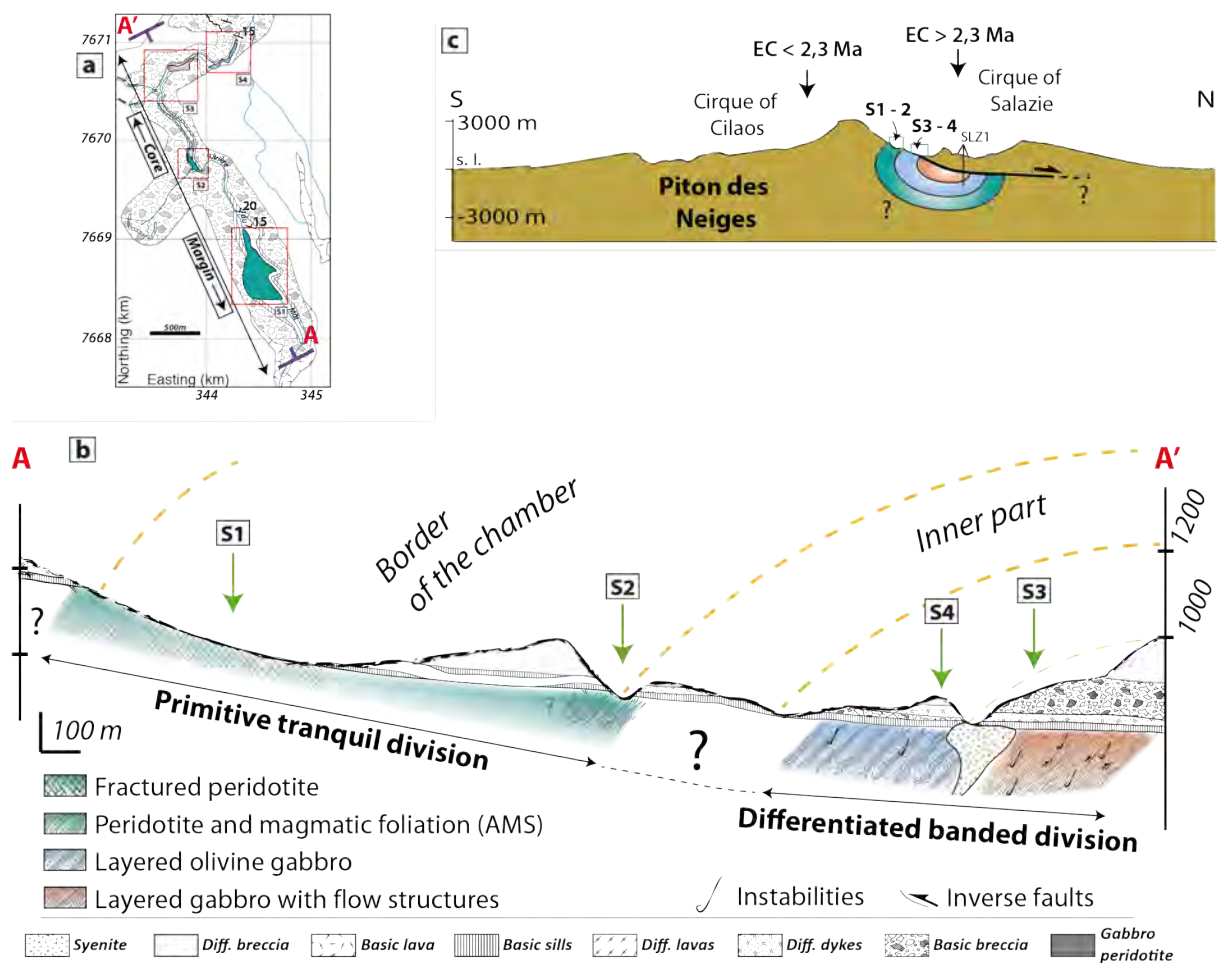 A'
7671
a
15
S4
S3
7670
Core
S2
20
15
7669
Margin
S1
500m
7668
A
Northing (km)
Easting (km)
344
345
c
EC < 2,3 Ma
EC > 2,3 Ma
Cirque of
Cilaos
Cirque of
Salazie
S
N
S1 - 2
S3 - 4
SLZ1
3000 m
s. l.
-3000 m
Piton des
Neiges
?
?
A
b
A'
S1
Border
of the chamber
Inner part
1200
1000
S2
S4
S3
?
?
?
Primitive tranquil division
100 m
Differentiated banded division
Fractured peridotite
Peridotite and magmatic foliation (AMS)
Layered olivine gabbro
Layered gabbro with flow structures
Instabilities
Inverse faults
Syenite
Diff. breccia
Basic lava
Basic sills
Diff. lavas
Diff. dykes
Basic breccia
Gabbro
peridotite